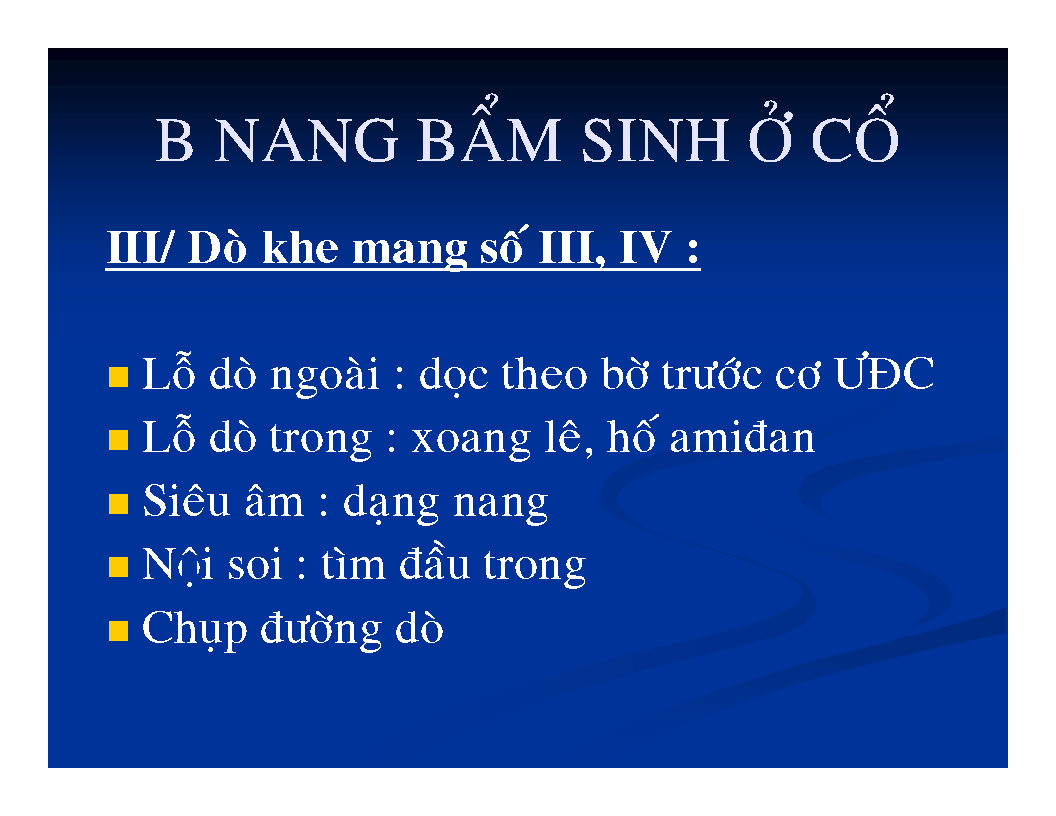 B NANG BẨM SINH Ở CỔ
III/ Dò khe mang số III, IV :
Lỗ dò ngoài : dọc theo bờ trước cơ ƯĐC
Lỗ dò trong : xoang lê, hố amiđan
Siêu âm : dạng nang
Nội soi : tìm đầu trong
Chụp đường dò